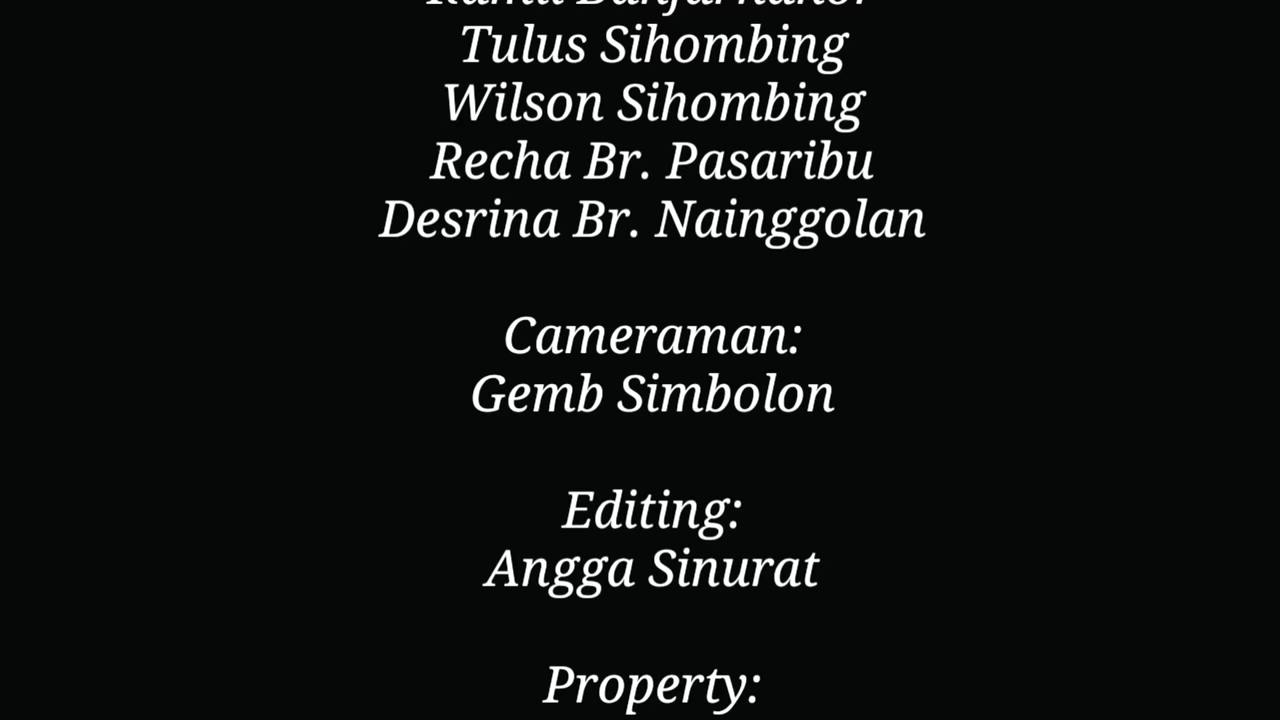 Tulus Sihombing
Wilson Sihombing
Recha Br. Pasaribu
Desrina Br. Nainggolan
Cameraman:
Gemb Simbolon
Editing:
Angga Sinurat
Property: